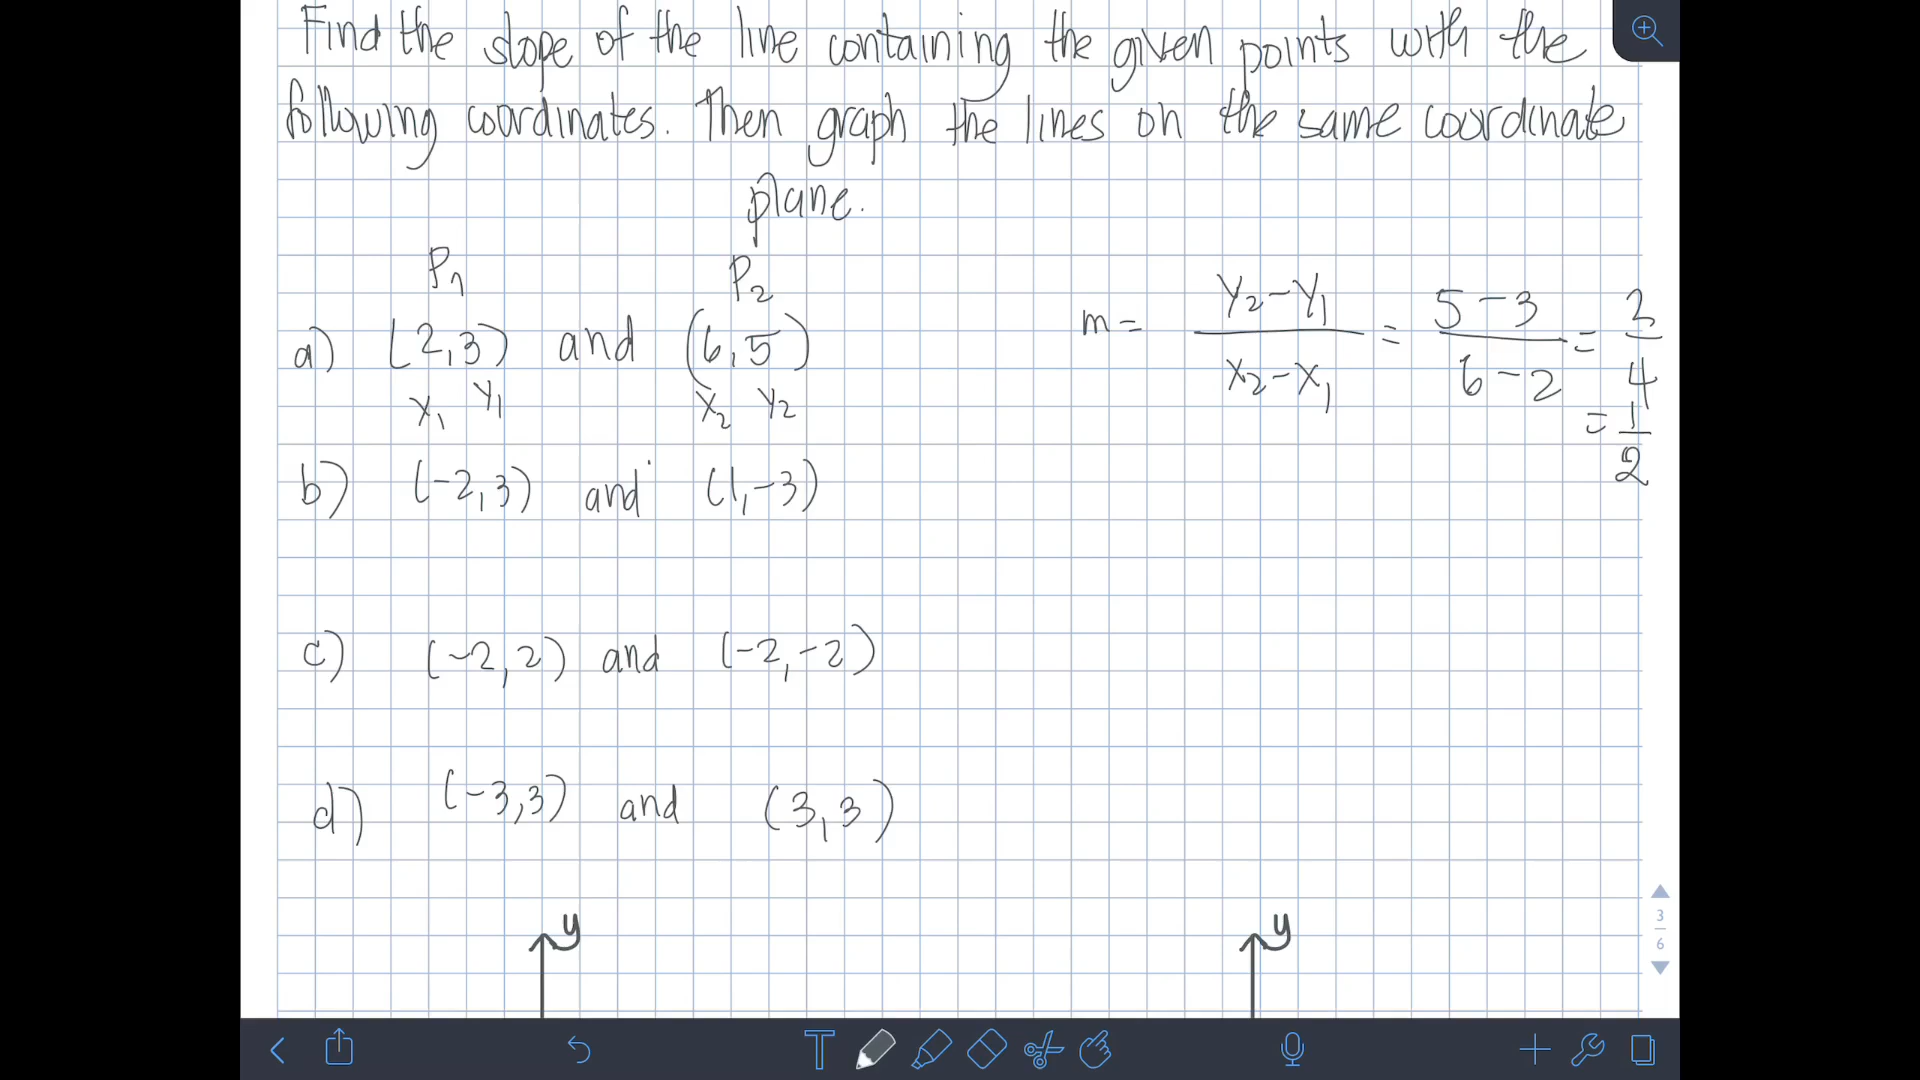 Find the slope of the line containing the given points with the
following coordinates. Then graph the lines on the same coordinate
plane.
P1 P2
a) (2,3) and (6,5)
x1 y1 x2 y2
m = y2-y1 / x2-x1 = 5-3 / 6-2 = 2/4
= 1/2
b) (-2,3) and (1,-3)
c) (-2,2) and (-2,-2)
d) (-3,3) and (3,3)
y y
3
6
T